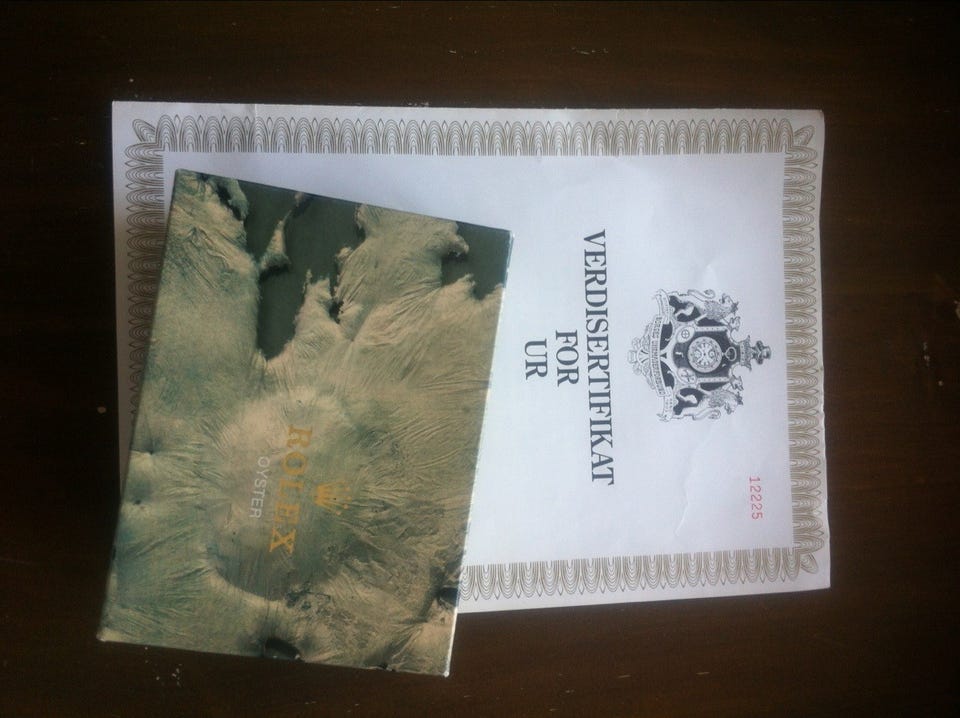 12225
VERDISERTIFIKAT
FOR
UR
ROLEX
OYSTER